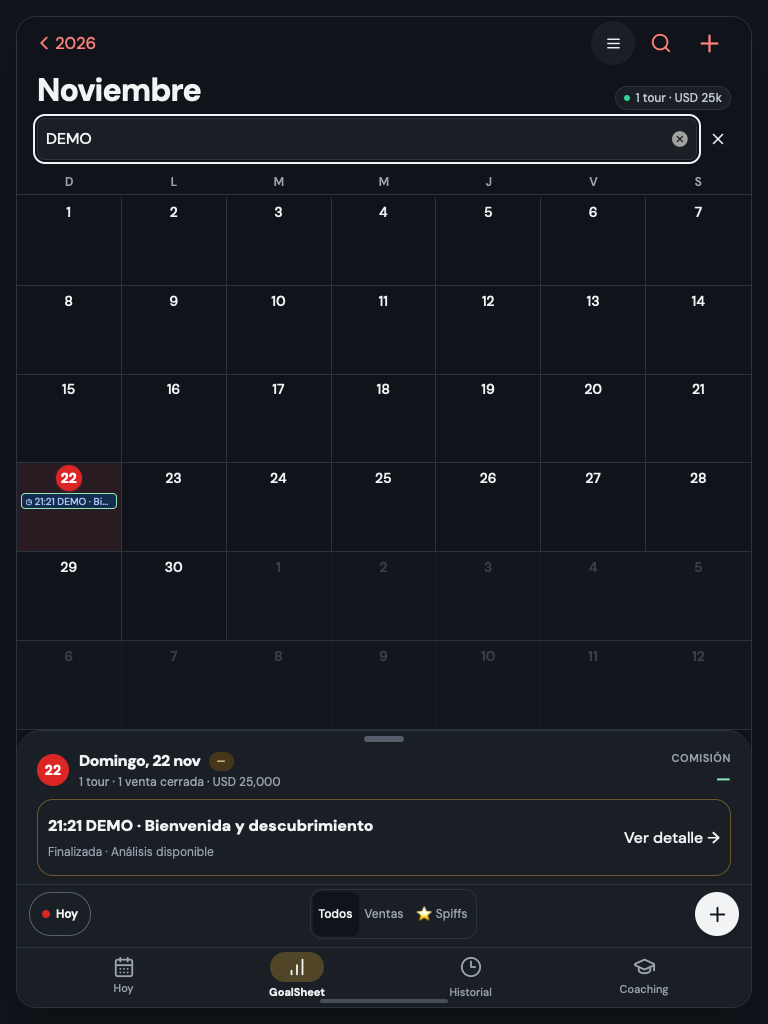 2026
Noviembre
1 tour · USD 25k
DEMO
D L M M J V S
1 2 3 4 5 6 7
8 9 10 11 12 13 14
15 16 17 18 19 20 21
22 23 24 25 26 27 28
21:21 DEMO · Bi...
29 30 1 2 3 4 5
6 7 8 9 10 11 12
22
Domingo, 22 nov –
1 tour · 1 venta cerrada · USD 25,000
COMISIÓN
—
21:21 DEMO · Bienvenida y descubrimiento
Finalizada · Análisis disponible
Ver detalle →
Hoy
Todos Ventas ⭐ Spiffs
Hoy GoalSheet Historial Coaching